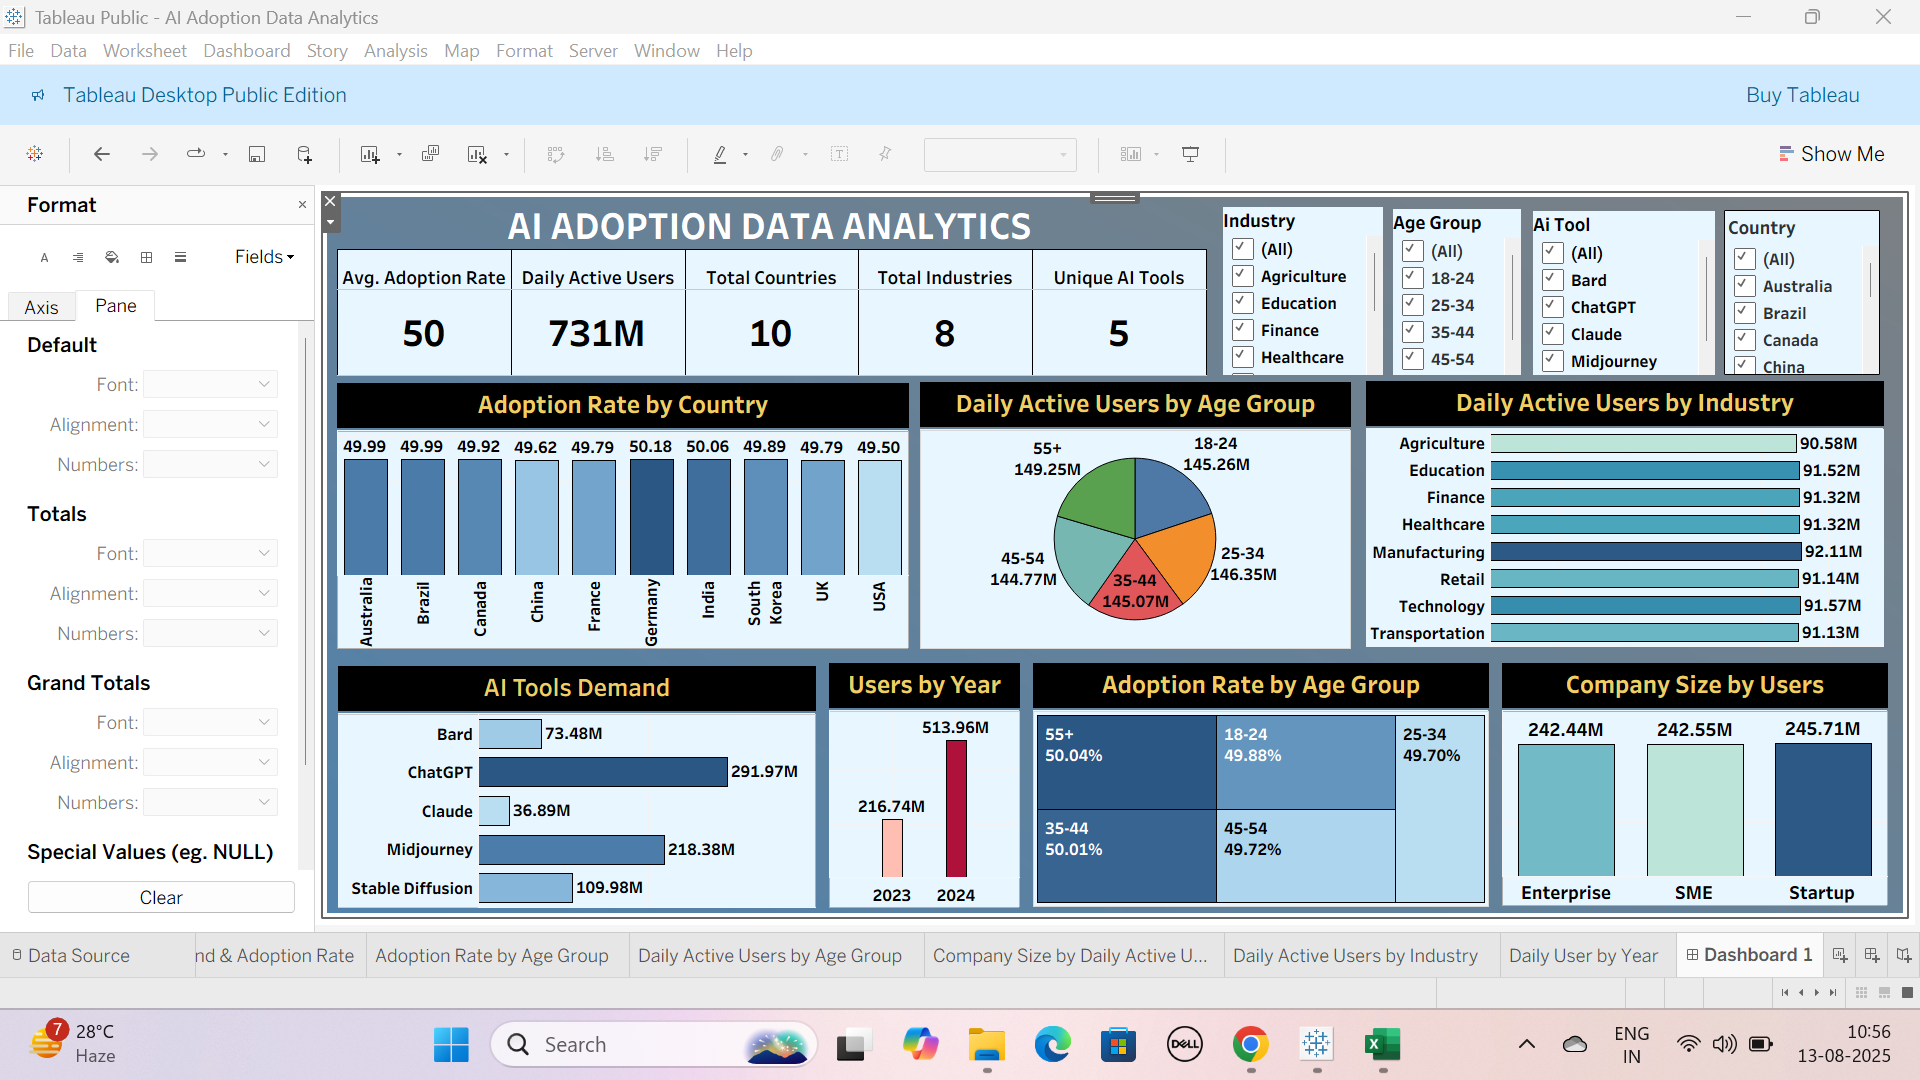 Tableau Public - AI Adoption Data Analytics
File Data Worksheet Dashboard Story Analysis Map Format Server Window Help
Tableau Desktop Public Edition
Buy Tableau
Show Me
Format
Fields
Axis
Pane
Default
Font:
Alignment:
Numbers:
Totals
Font:
Alignment:
Numbers:
Grand Totals
Font:
Alignment:
Numbers:
Special Values (eg. NULL)
Clear
AI ADOPTION DATA ANALYTICS
Avg. Adoption Rate
50
Daily Active Users
731M
Total Countries
10
Total Industries
8
Unique AI Tools
5
Industry
(All)
Agriculture
Education
Finance
Healthcare
Age Group
(All)
18-24
25-34
35-44
45-54
Ai Tool
(All)
Bard
ChatGPT
Claude
Midjourney
Country
(All)
Australia
Brazil
Canada
China
Adoption Rate by Country
49.99 49.99 49.92 49.62 49.79 50.18 50.06 49.89 49.79 49.50
Australia
Brazil
Canada
China
France
Germany
India
South
Korea
UK
USA
Daily Active Users by Age Group
55+
149.25M
18-24
145.26M
45-54
144.77M
25-34
146.35M
35-44
145.07M
Daily Active Users by Industry
Agriculture 90.58M
Education 91.52M
Finance 91.32M
Healthcare 91.32M
Manufacturing 92.11M
Retail 91.14M
Technology 91.57M
Transportation 91.13M
AI Tools Demand
Bard 73.48M
ChatGPT 291.97M
Claude 36.89M
Midjourney 218.38M
Stable Diffusion 109.98M
Users by Year
513.96M
216.74M
2023 2024
Adoption Rate by Age Group
55+
50.04%
18-24
49.88%
25-34
49.70%
35-44
50.01%
45-54
49.72%
Company Size by Users
242.44M 242.55M 245.71M
Enterprise SME Startup
Data Source
nd & Adoption Rate
Adoption Rate by Age Group
Daily Active Users by Age Group
Company Size by Daily Active U...
Daily Active Users by Industry
Daily User by Year
Dashboard 1
7
28°C
Haze
Search
DELL
ENG
IN
10:56
13-08-2025